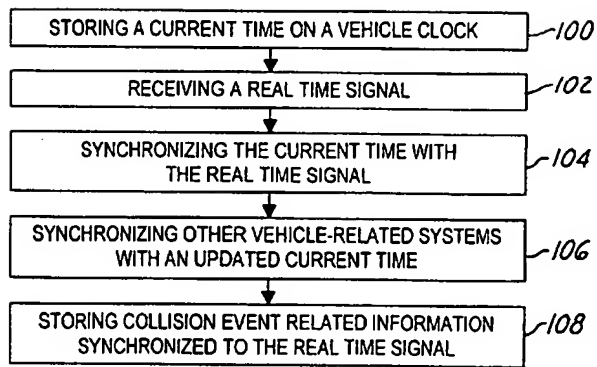 STORING A CURRENT TIME ON A VEHICLE CLOCK
100
RECEIVING A REAL TIME SIGNAL
102
SYNCHRONIZING THE CURRENT TIME WITH
THE REAL TIME SIGNAL
104
SYNCHRONIZING OTHER VEHICLE-RELATED SYSTEMS
WITH AN UPDATED CURRENT TIME
106
STORING COLLISION EVENT RELATED INFORMATION
SYNCHRONIZED TO THE REAL TIME SIGNAL
108